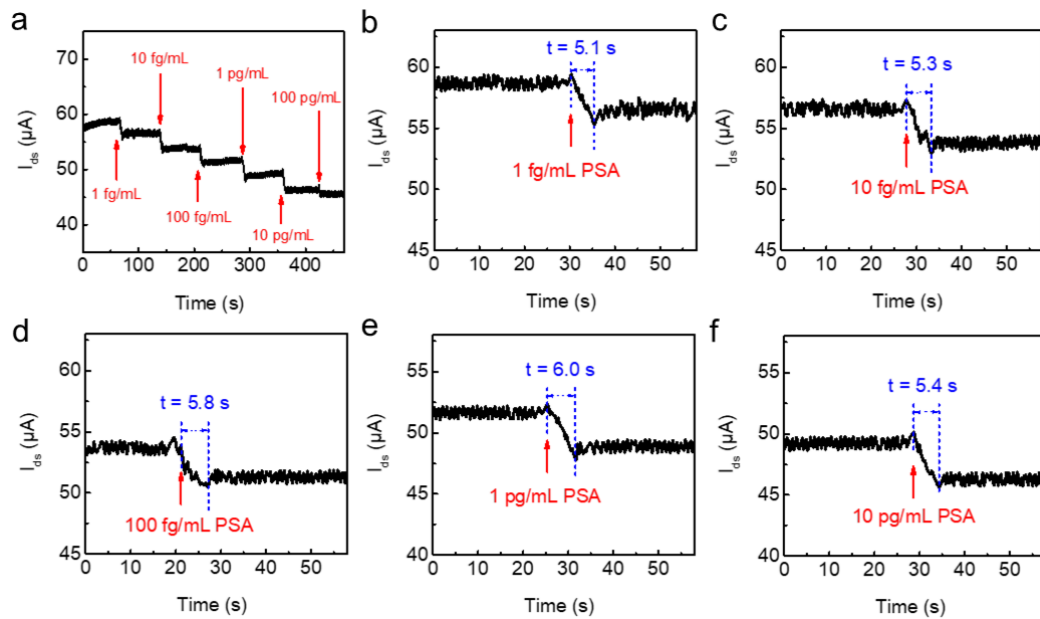 a
70
60
50
40
I_ds (μA)
10 fg/mL
1 pg/mL
100 pg/mL
1 fg/mL
100 fg/mL
10 pg/mL
0 100 200 300 400
Time (s)
b
60
55
50
45
I_ds (μA)
t = 5.1 s
1 fg/mL PSA
0 10 20 30 40 50
Time (s)
c
60
55
50
45
I_ds (μA)
t = 5.3 s
10 fg/mL PSA
0 10 20 30 40 50
Time (s)
d
60
55
50
45
I_ds (μA)
t = 5.8 s
100 fg/mL PSA
0 10 20 30 40 50
Time (s)
e
55
50
45
40
I_ds (μA)
t = 6.0 s
1 pg/mL PSA
0 10 20 30 40 50
Time (s)
f
55
50
45
40
I_ds (μA)
t = 5.4 s
10 pg/mL PSA
0 10 20 30 40 50
Time (s)